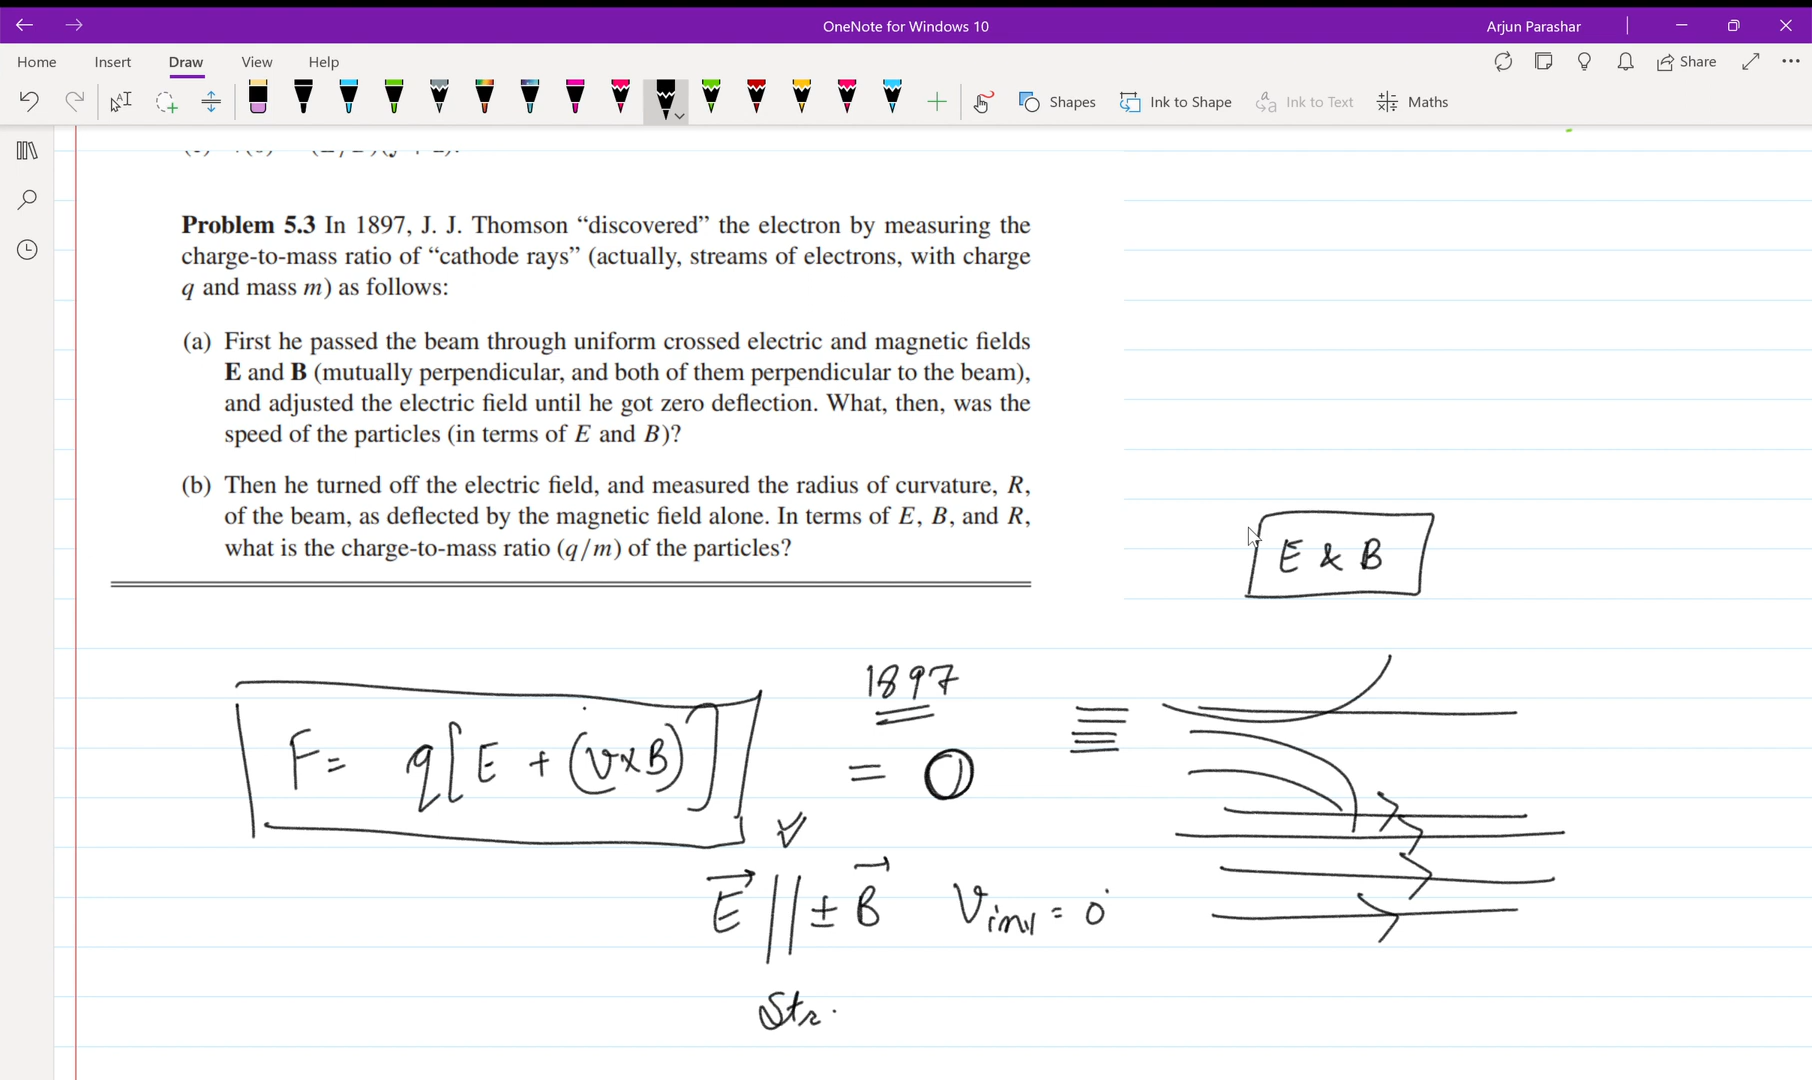 OneNote for Windows 10
Arjun Parashar
Home Insert Draw View Help
Share
Shapes Ink to Shape Ink to Text Maths
Problem 5.3 In 1897, J. J. Thomson “discovered” the electron by measuring the
charge-to-mass ratio of “cathode rays” (actually, streams of electrons, with charge
q and mass m) as follows:
(a) First he passed the beam through uniform crossed electric and magnetic fields
E and B (mutually perpendicular, and both of them perpendicular to the beam),
and adjusted the electric field until he got zero deflection. What, then, was the
speed of the particles (in terms of E and B)?
(b) Then he turned off the electric field, and measured the radius of curvature, R,
of the beam, as deflected by the magnetic field alone. In terms of E, B, and R,
what is the charge-to-mass ratio (q/m) of the particles?
E & B
1897
F = q[E + (v×B)] = 0
E || ± B
= 0
Str.